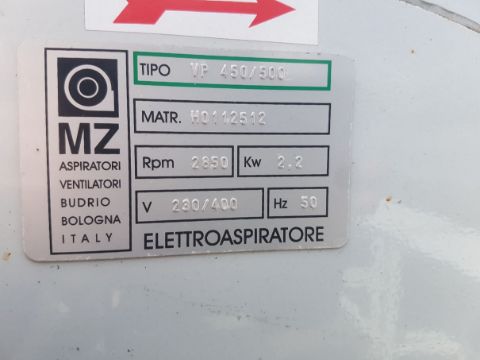 TIPO VP 450/500
MATR. M0112512
Rpm 2850 Kw 2.2
V 230/400 Hz 50
MZ
ASPIRATORI
VENTILATORI
BUDRIO
BOLOGNA
ITALY
ELETTROASPIRATORE